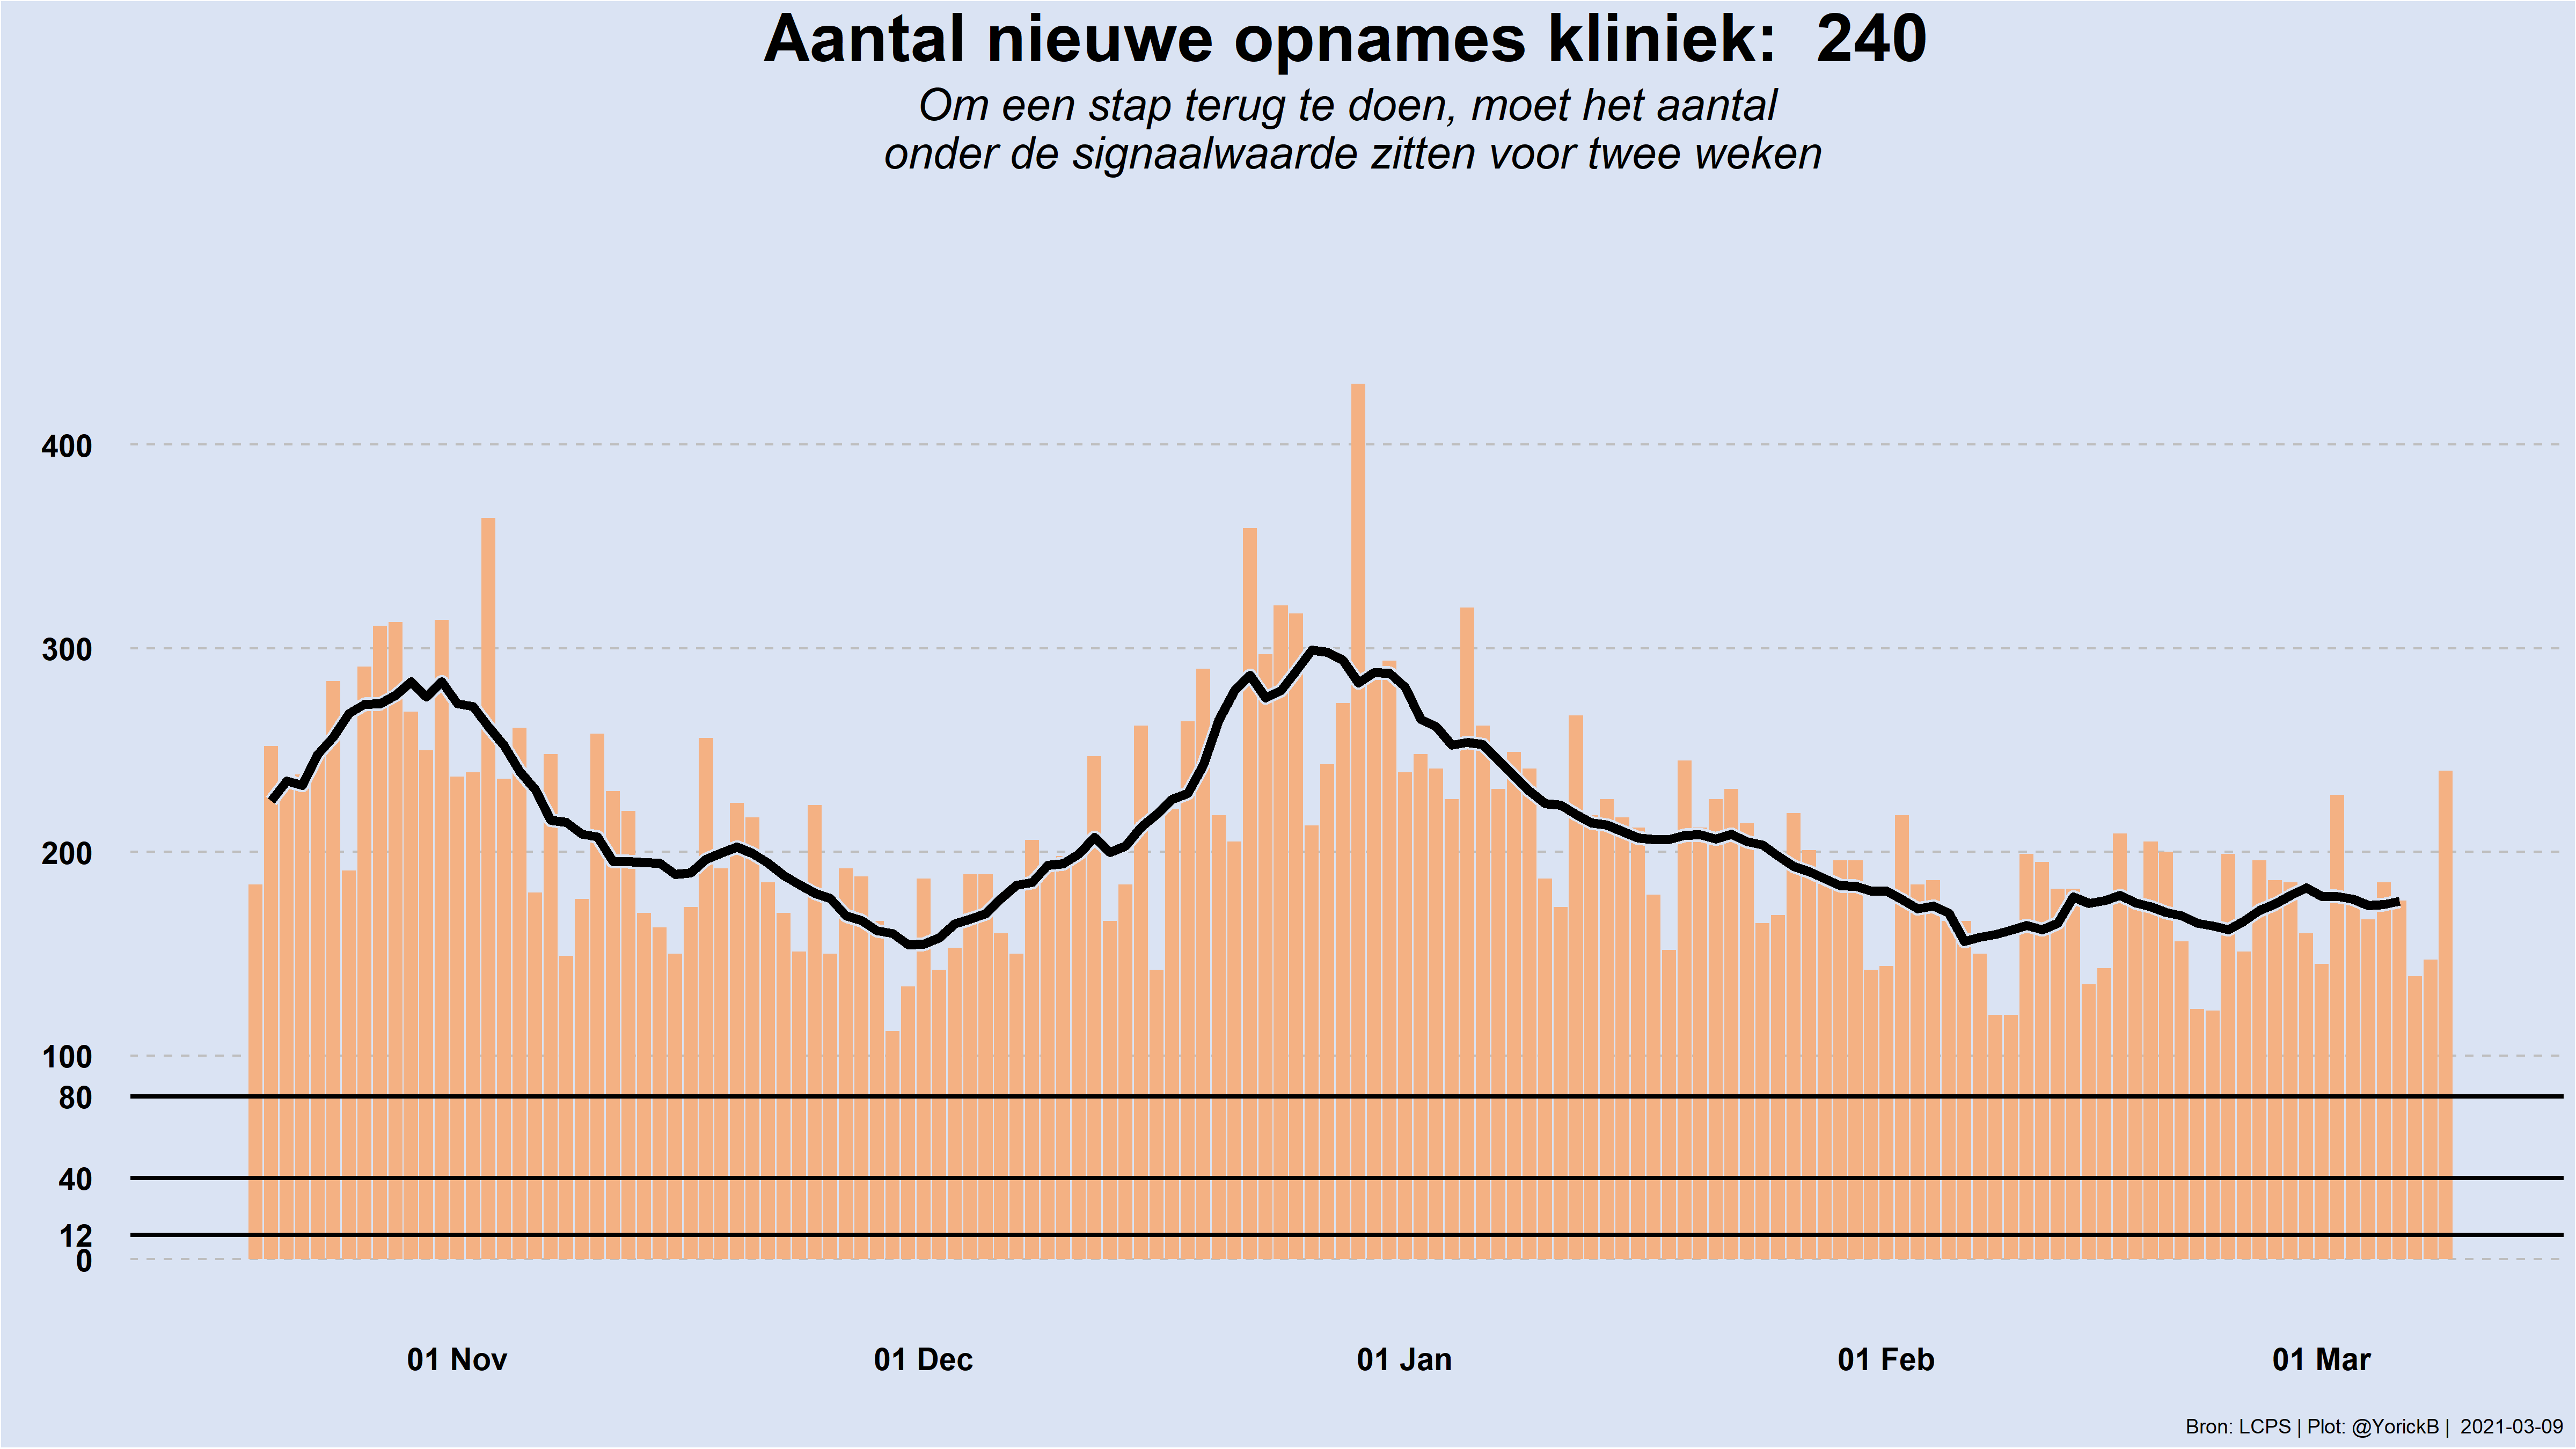 Aantal nieuwe opnames kliniek:  240
Om een stap terug te doen, moet het aantal
onder de signaalwaarde zitten voor twee weken
400
300
200
100
80
40
12
0
01 Nov
01 Dec
01 Jan
01 Feb
01 Mar
Bron: LCPS | Plot: @YorickB |  2021-03-09